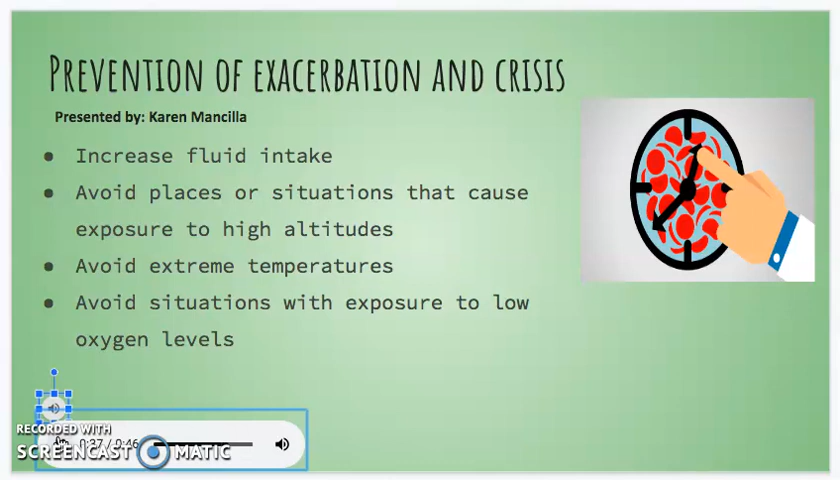 PREVENTION OF EXACERBATION AND CRISIS
Presented by: Karen Mancilla
● Increase fluid intake
● Avoid places or situations that cause
exposure to high altitudes
● Avoid extreme temperatures
● Avoid situations with exposure to low
oxygen levels
RECORDED WITH
0:37 / 0:46
SCREENCAST MATIC